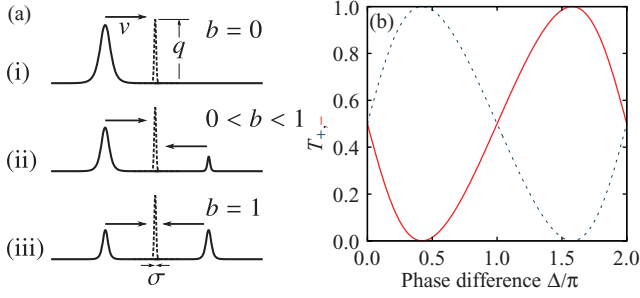 (a)
v
q
b = 0
(i)
0 < b < 1
(ii)
b = 1
(iii)
σ
(b)
1.0
0.8
0.6
0.4
0.2
0.0
T+,−
0.0 0.5 1.0 1.5 2.0
Phase difference Δ/π